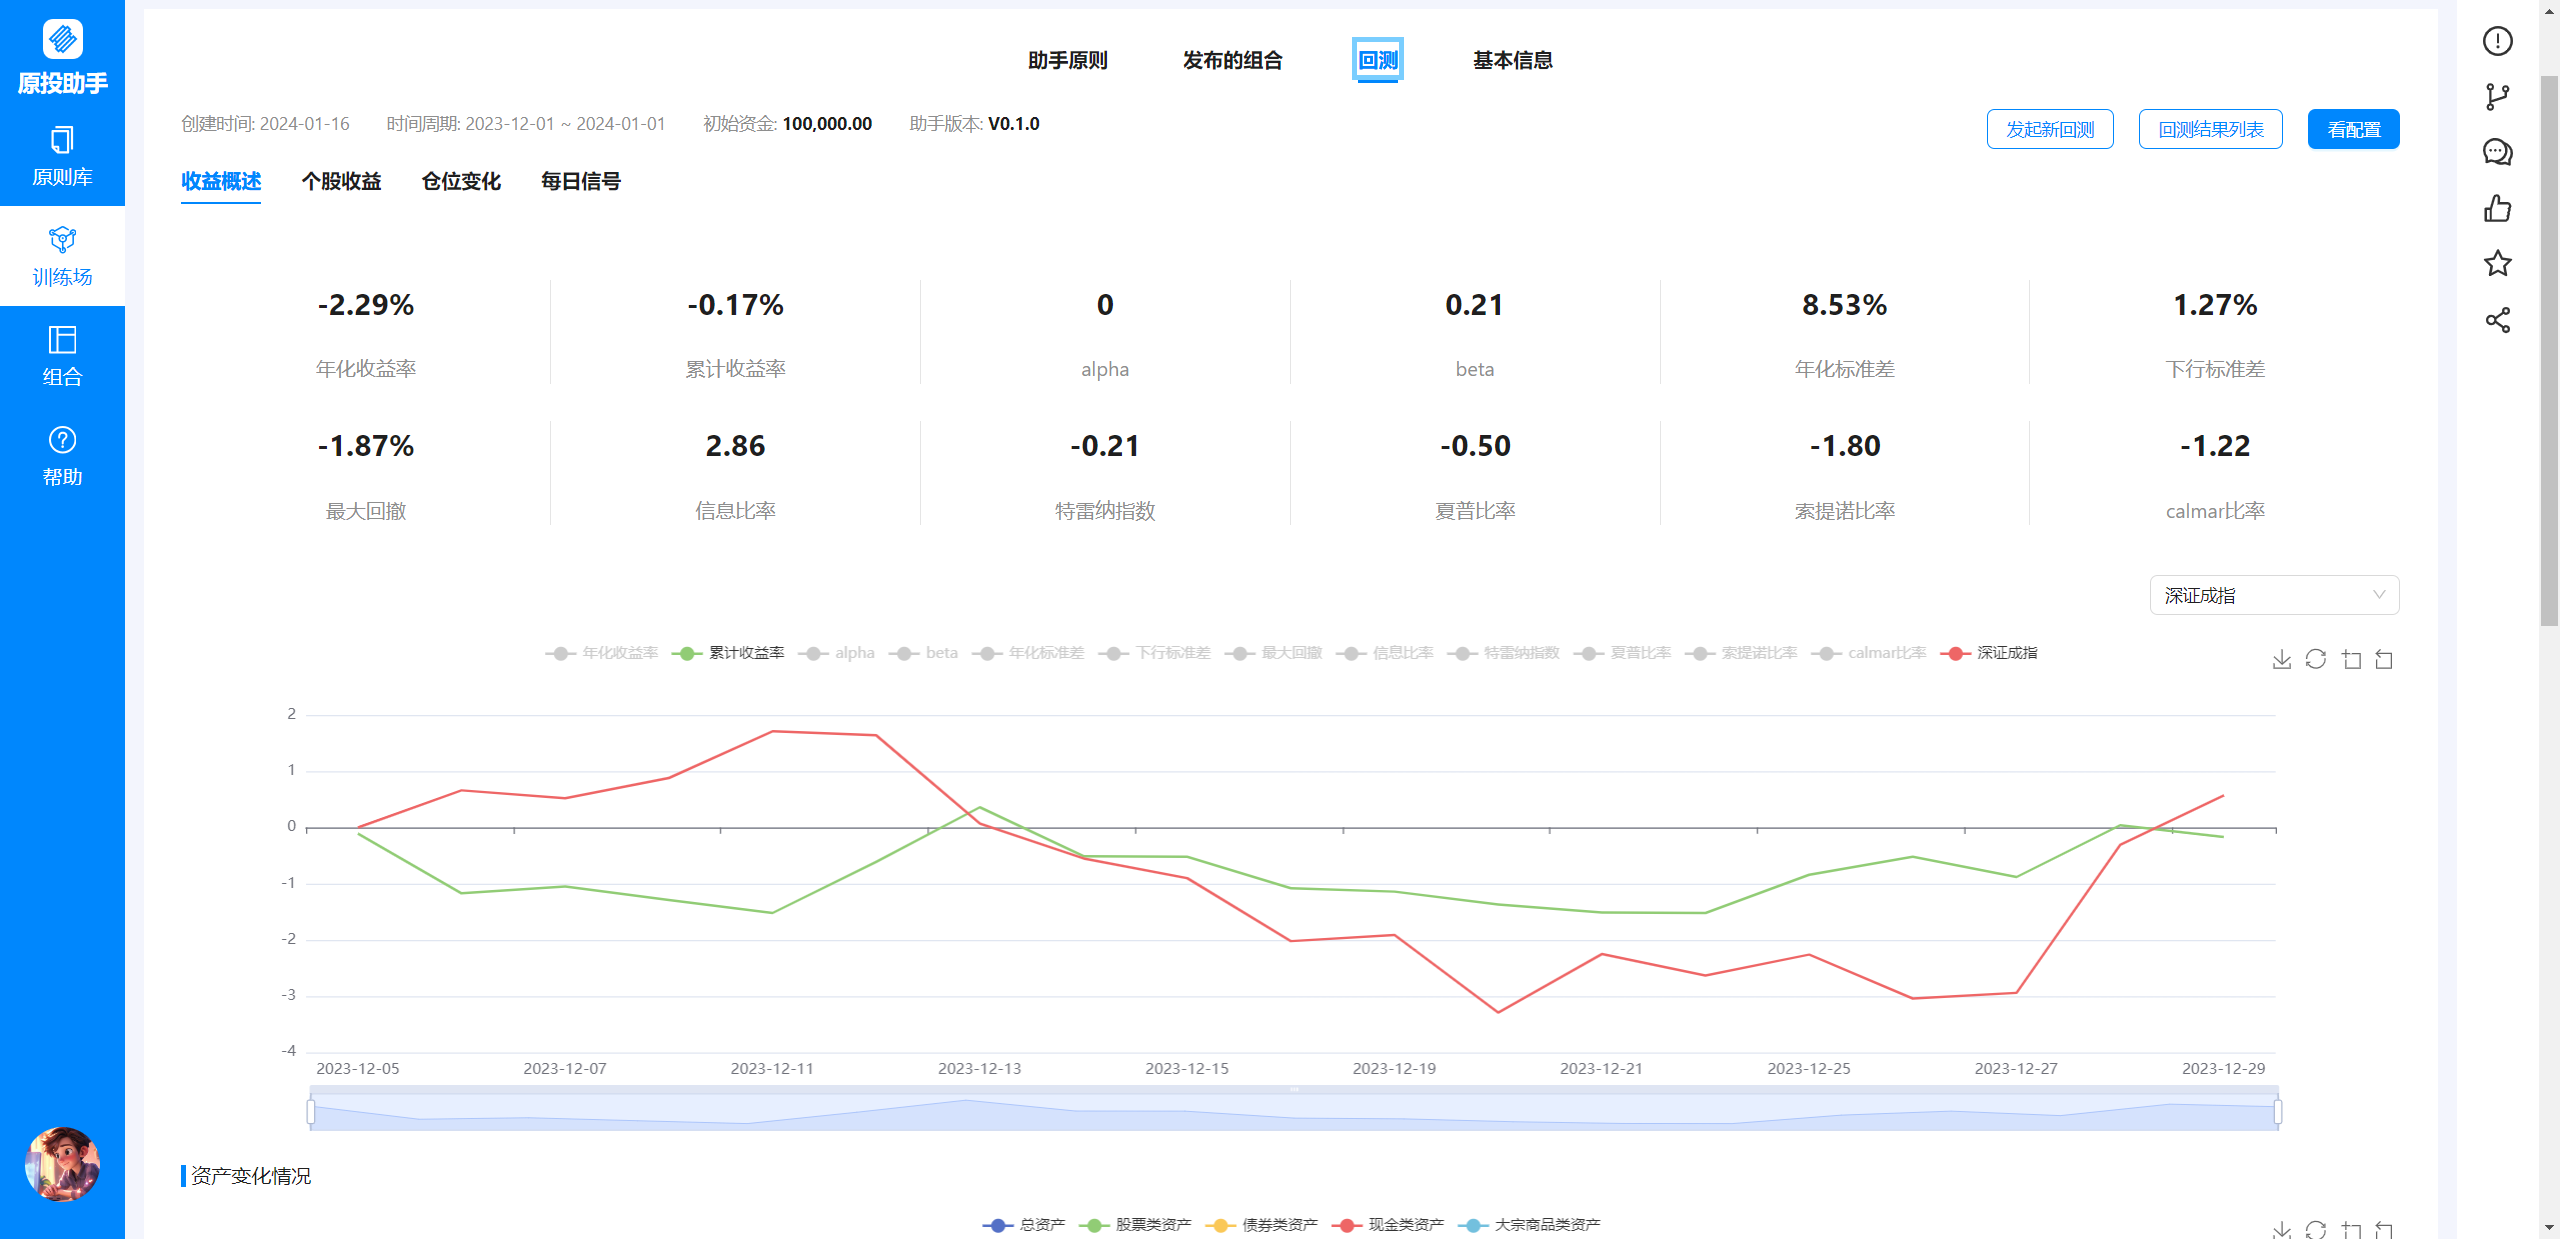 原投助手
原则库
训练场
组合
帮助
助手原则 发布的组合 回测 基本信息
创建时间: 2024-01-16 时间周期: 2023-12-01 ~ 2024-01-01 初始资金: 100,000.00 助手版本: V0.1.0
发起新回测 回测结果列表 看配置
收益概述 个股收益 仓位变化 每日信号
-2.29% -0.17% 0 0.21 8.53% 1.27%
年化收益率 累计收益率 alpha beta 年化标准差 下行标准差
-1.87% 2.86 -0.21 -0.50 -1.80 -1.22
最大回撤 信息比率 特雷纳指数 夏普比率 索提诺比率 calmar比率
深证成指
年化收益率 累计收益率 alpha beta 年化标准差 下行标准差 最大回撤 信息比率 特雷纳指数 夏普比率 索提诺比率 calmar比率 深证成指
2
1
0
-1
-2
-3
-4
2023-12-05 2023-12-07 2023-12-11 2023-12-13 2023-12-15 2023-12-19 2023-12-21 2023-12-25 2023-12-27 2023-12-29
资产变化情况
总资产 股票类资产 债券类资产 现金类资产 大宗商品类资产